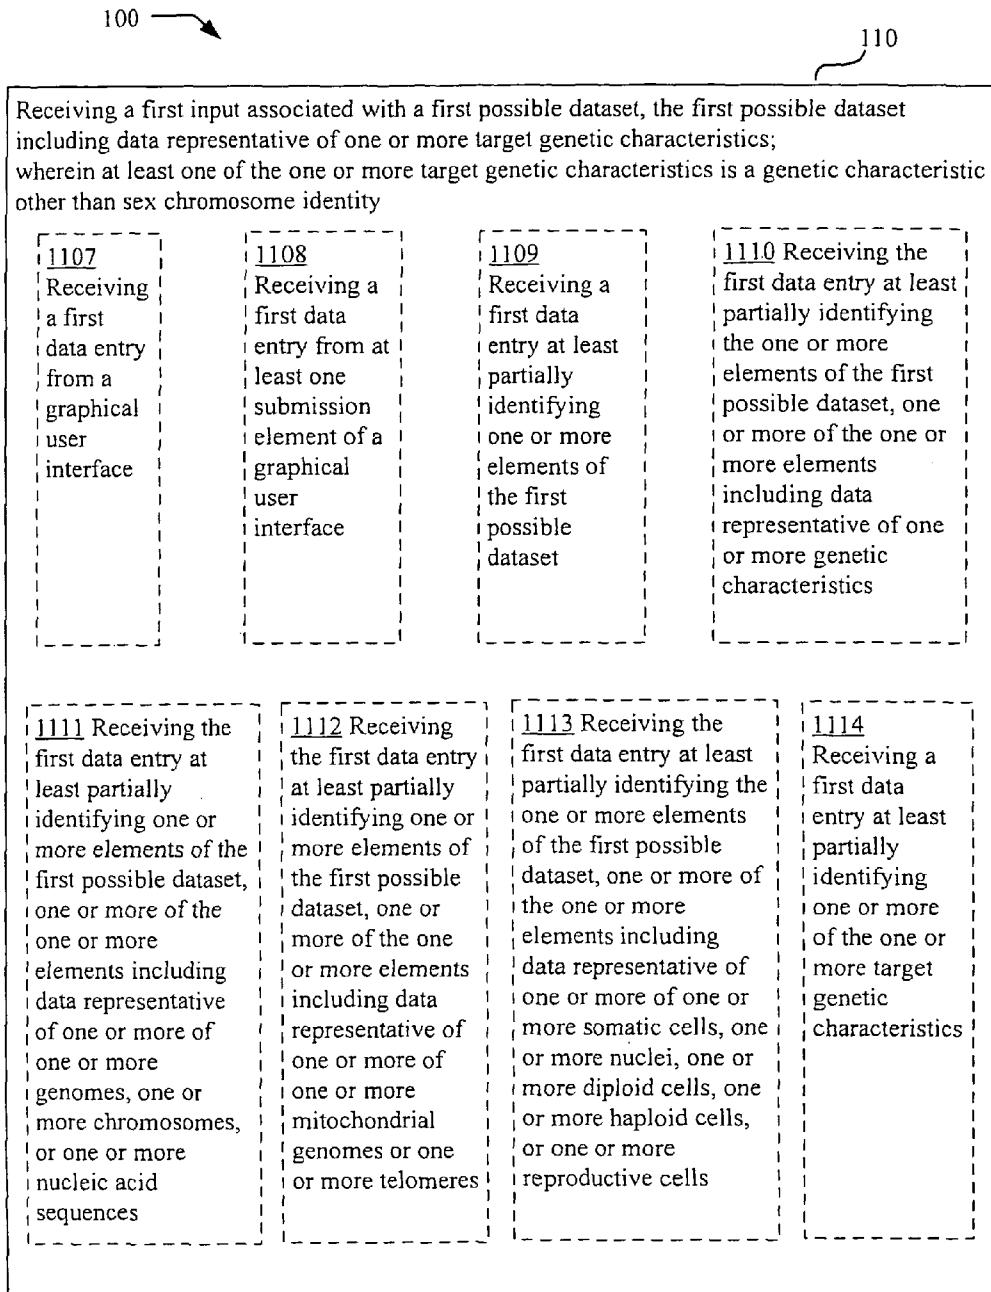 100
110
Receiving a first input associated with a first possible dataset, the first possible dataset
including data representative of one or more target genetic characteristics;
wherein at least one of the one or more target genetic characteristics is a genetic characteristic
other than sex chromosome identity
1107
Receiving
a first
data entry
from a
graphical
user
interface
1108
Receiving a
first data
entry from at
least one
submission
element of a
graphical
user
interface
1109
Receiving a
first data
entry at least
partially
identifying
one or more
elements of
the first
possible
dataset
1110 Receiving the
first data entry at least
partially identifying
the one or more
elements of the first
possible dataset, one
or more of the one or
more elements
including data
representative of one
or more genetic
characteristics
1111 Receiving the
first data entry at
least partially
identifying one or
more elements of the
first possible dataset,
one or more of the
one or more
elements including
data representative
of one or more of
one or more
genomes, one or
more chromosomes,
or one or more
nucleic acid
sequences
1112 Receiving
the first data entry
at least partially
identifying one or
more elements of
the first possible
dataset, one or
more of the one
or more elements
including data
representative of
one or more of
one or more
mitochondrial
genomes or one
or more telomeres
1113 Receiving the
first data entry at least
partially identifying the
one or more elements
of the first possible
dataset, one or more of
the one or more
elements including
data representative of
one or more of one or
more somatic cells, one
or more nuclei, one or
more diploid cells, one
or more haploid cells,
or one or more
reproductive cells
1114
Receiving a
first data
entry at least
partially
identifying
one or more
of the one or
more target
genetic
characteristics